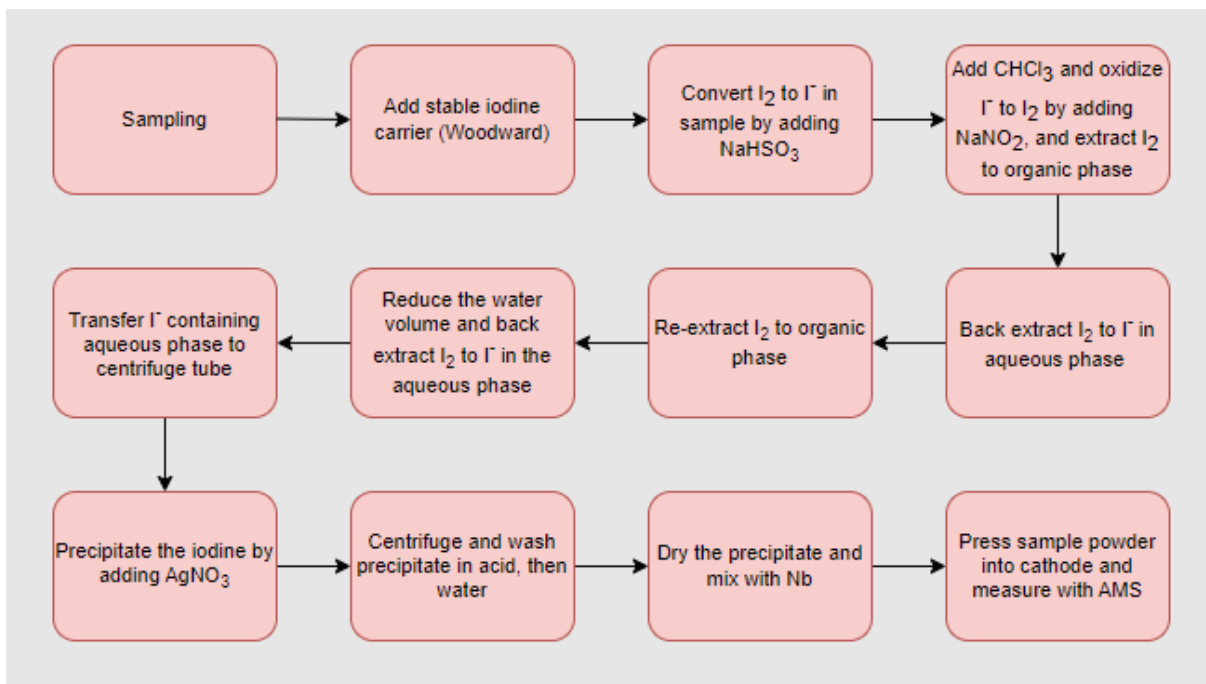 Sampling
Add stable iodine
carrier (Woodward)
Convert I₂ to I⁻ in
sample by adding
NaHSO₃
Add CHCl₃ and oxidize
I⁻ to I₂ by adding
NaNO₂, and extract I₂
to organic phase
Back extract I₂ to I⁻ in
aqueous phase
Re-extract I₂ to organic
phase
Reduce the water
volume and back
extract I₂ to I⁻ in the
aqueous phase
Transfer I⁻ containing
aqueous phase to
centrifuge tube
Precipitate the iodine by
adding AgNO₃
Centrifuge and wash
precipitate in acid, then
water
Dry the precipitate and
mix with Nb
Press sample powder
into cathode and
measure with AMS